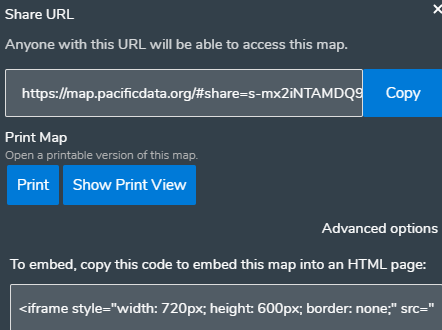 Share URL
Anyone with this URL will be able to access this map.
https://map.pacificdata.org/#share=s-mx2iNTAMDQ9
Copy
Print Map
Open a printable version of this map.
Print
Show Print View
Advanced options
To embed, copy this code to embed this map into an HTML page:
<iframe style="width: 720px; height: 600px; border: none;" src="